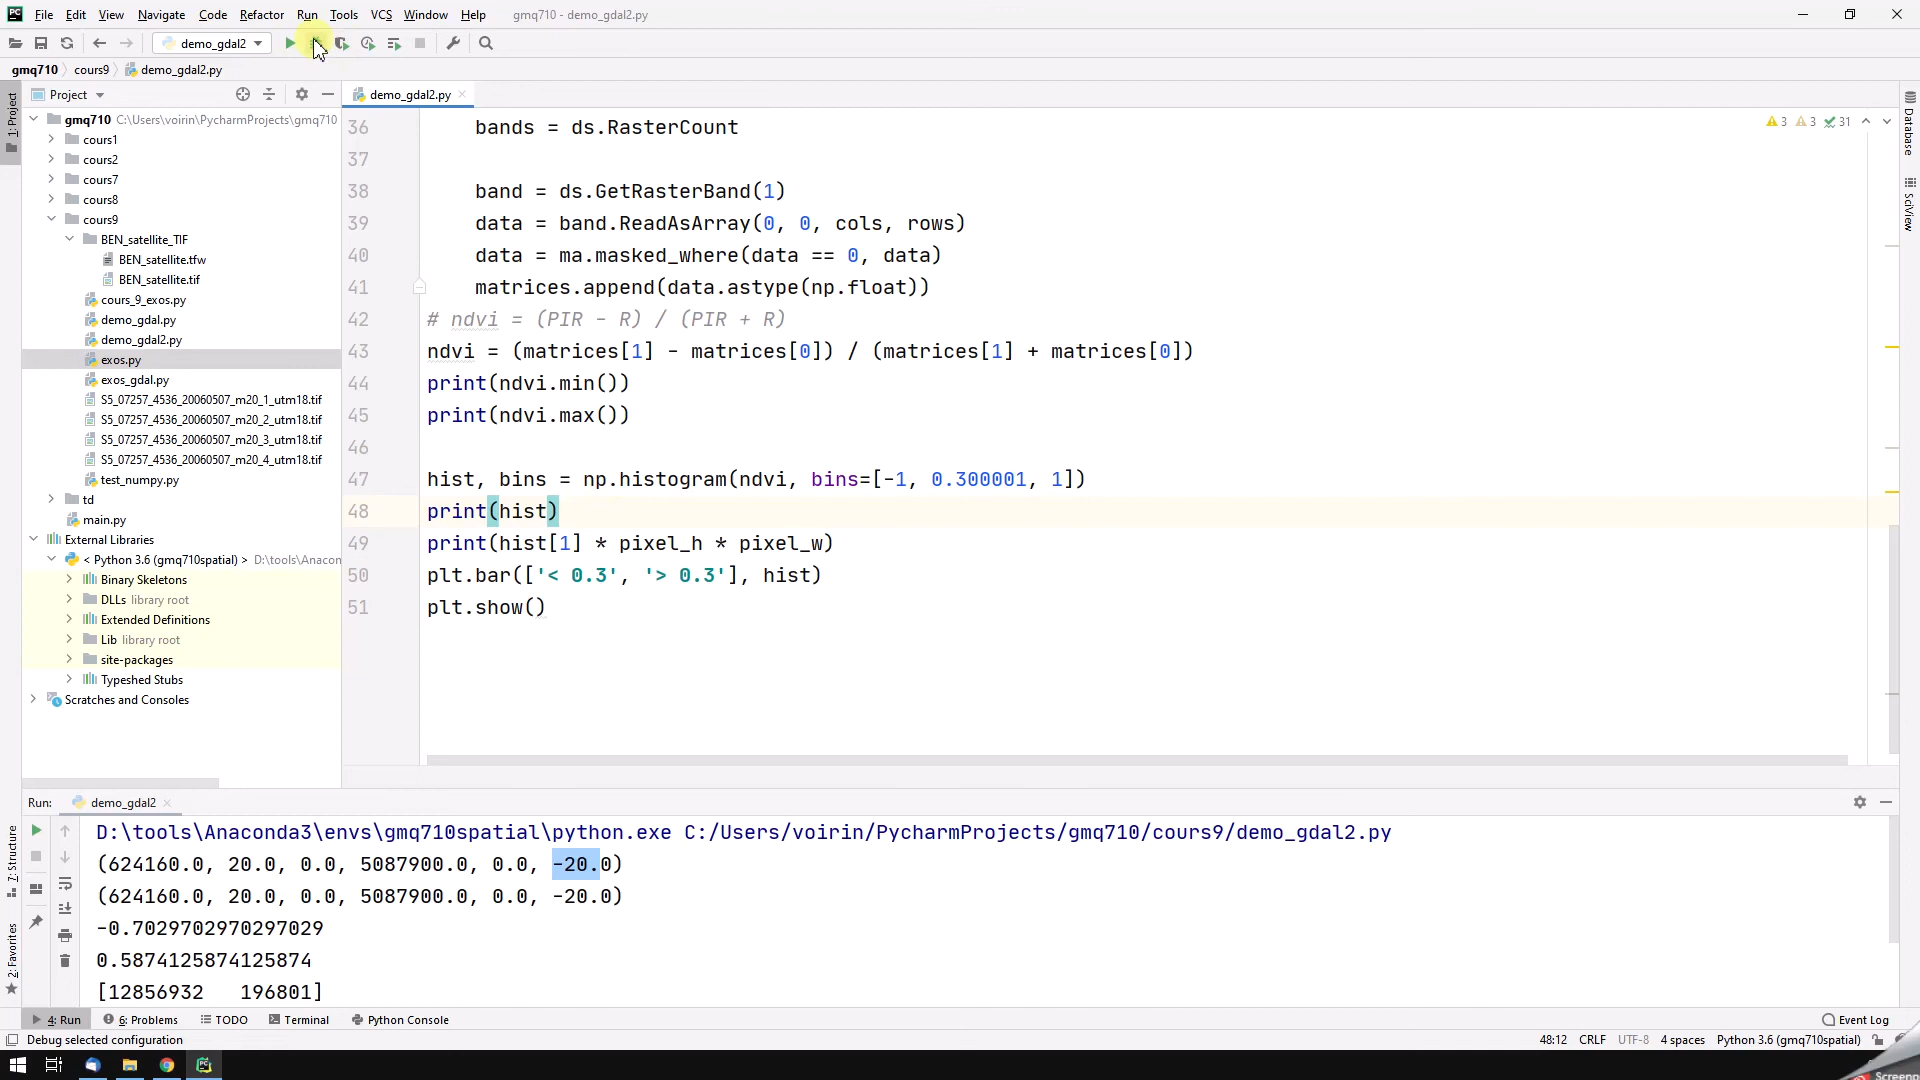 File Edit View Navigate Code Refactor Run Tools VCS Window Help gmq710 - demo_gdal2.py
demo_gdal2
gmq710 cours9 demo_gdal2.py
Project
demo_gdal2.py
1: Project
gmq710 C:\Users\voirin\PycharmProjects\gmq710
cours1
cours2
cours7
cours8
cours9
BEN_satellite_TIF
BEN_satellite.tfw
BEN_satellite.tif
cours_9_exos.py
demo_gdal.py
demo_gdal2.py
exos.py
exos_gdal.py
S5_07257_4536_20060507_m20_1_utm18.tif
S5_07257_4536_20060507_m20_2_utm18.tif
S5_07257_4536_20060507_m20_3_utm18.tif
S5_07257_4536_20060507_m20_4_utm18.tif
test_numpy.py
td
main.py
External Libraries
< Python 3.6 (gmq710spatial) > D:\tools\Anacon
Binary Skeletons
DLLs library root
Extended Definitions
Lib library root
site-packages
Typeshed Stubs
Scratches and Consoles
3 3 31
36 bands = ds.RasterCount
37
38 band = ds.GetRasterBand(1)
39 data = band.ReadAsArray(0, 0, cols, rows)
40 data = ma.masked_where(data == 0, data)
41 matrices.append(data.astype(np.float))
42 # ndvi = (PIR - R) / (PIR + R)
43 ndvi = (matrices[1] - matrices[0]) / (matrices[1] + matrices[0])
44 print(ndvi.min())
45 print(ndvi.max())
46
47 hist, bins = np.histogram(ndvi, bins=[-1, 0.300001, 1])
48 print(hist)
49 print(hist[1] * pixel_h * pixel_w)
50 plt.bar(['< 0.3', '> 0.3'], hist)
51 plt.show()
Database
SciView
Run: demo_gdal2
D:\tools\Anaconda3\envs\gmq710spatial\python.exe C:/Users/voirin/PycharmProjects/gmq710/cours9/demo_gdal2.py
(624160.0, 20.0, 0.0, 5087900.0, 0.0, -20.0)
(624160.0, 20.0, 0.0, 5087900.0, 0.0, -20.0)
-0.7029702970297029
0.5874125874125874
[12856932 196801]
7: Structure
2: Favorites
4: Run 6: Problems TODO Terminal Python Console Event Log
Debug selected configuration 48:12 CRLF UTF-8 4 spaces Python 3.6 (gmq710spatial)